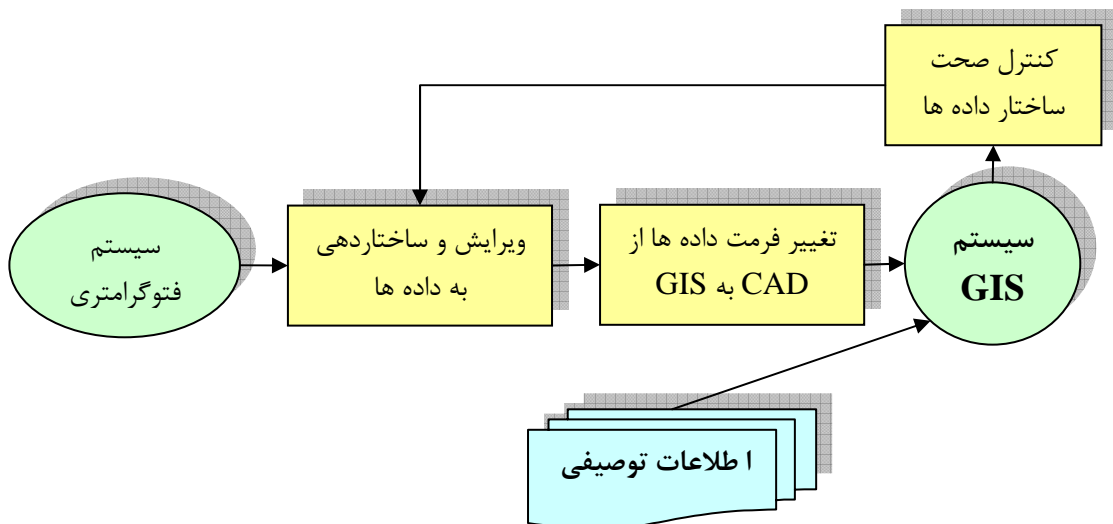 کنترل صحت
ساختار داده ها
سیستم
فتوگرامتری
ویرایش و ساختاردهی
به داده ها
تغییر فرمت داده ها از
CAD به GIS
سیستم
GIS
ا طلاعات توصیفی